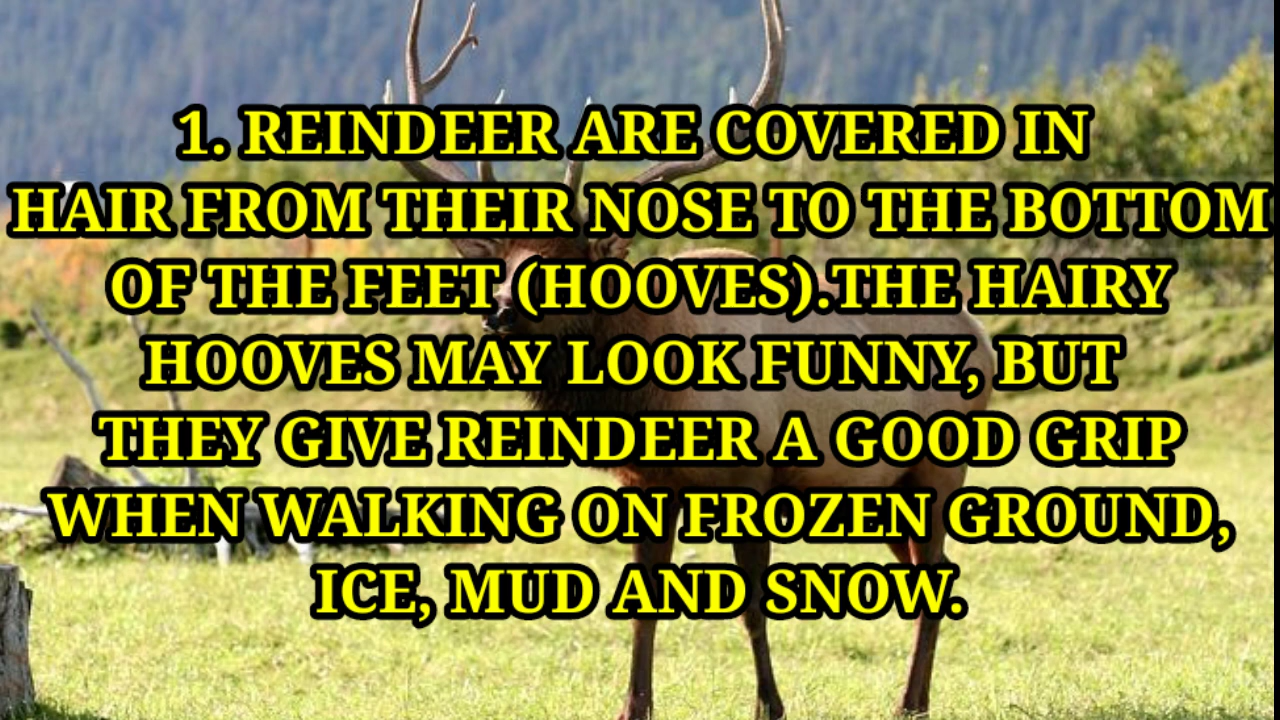 1. REINDEER ARE COVERED IN
HAIR FROM THEIR NOSE TO THE BOTTOM
OF THE FEET (HOOVES).THE HAIRY
HOOVES MAY LOOK FUNNY, BUT
THEY GIVE REINDEER A GOOD GRIP
WHEN WALKING ON FROZEN GROUND,
ICE, MUD AND SNOW.